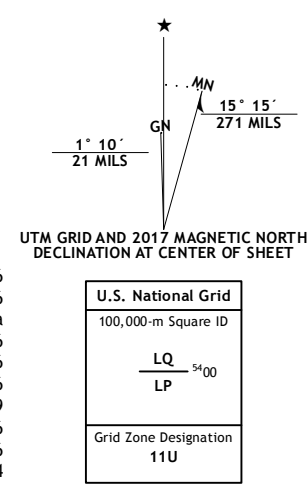 ★
MN
GN
15° 15´
271 MILS
1° 10´
21 MILS
UTM GRID AND 2017 MAGNETIC NORTH
DECLINATION AT CENTER OF SHEET
U.S. National Grid
100,000-m Square ID
LQ
5400
LP
Grid Zone Designation
11U